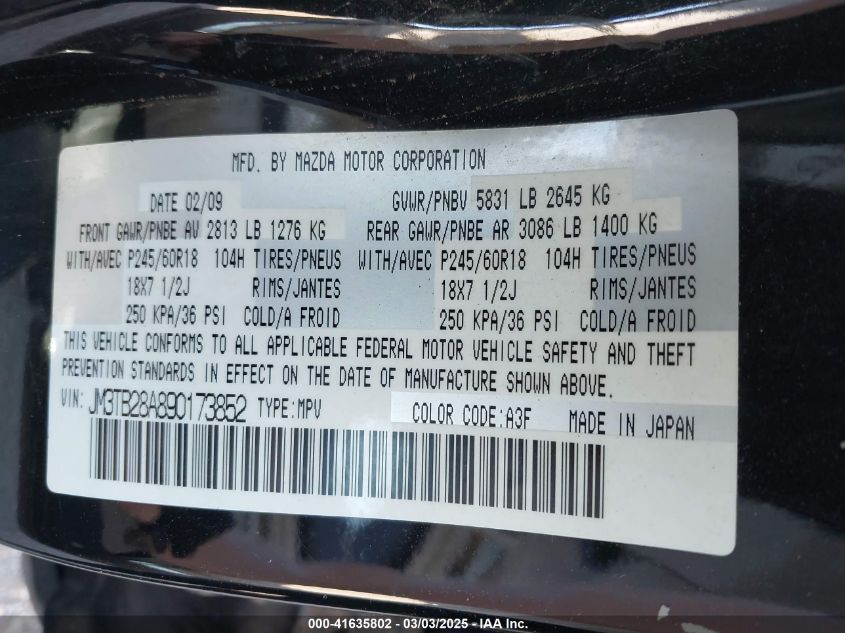 MFD. BY MAZDA MOTOR CORPORATION
DATE 02/09 GVWR/PNBV 5831 LB 2645 KG
FRONT GAWR/PNBE AV 2813 LB 1276 KG REAR GAWR/PNBE AR 3086 LB 1400 KG
WITH/AVEC P245/60R18 104H TIRES/PNEUS WITH/AVEC P245/60R18 104H TIRES/PNEUS
18X7 1/2J RIMS/JANTES 18X7 1/2J RIMS/JANTES
250 KPA/36 PSI COLD/A FROID 250 KPA/36 PSI COLD/A FROID
THIS VEHICLE CONFORMS TO ALL APPLICABLE FEDERAL MOTOR VEHICLE SAFETY AND THEFT
PREVENTION STANDARDS IN EFFECT ON THE DATE OF MANUFACTURE SHOWN ABOVE.
VIN: JM3TB28A890173852 TYPE:MPV COLOR CODE:A3F MADE IN JAPAN
000-41635802 - 03/03/2025 - IAA Inc.